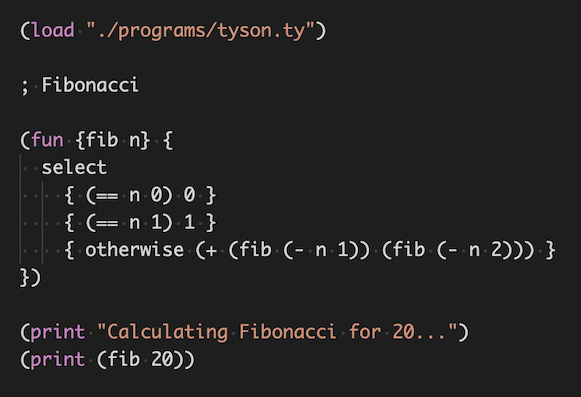 (load "./programs/tyson.ty")
; Fibonacci
(fun {fib n} {
select
{ (== n 0) 0 }
{ (== n 1) 1 }
{ otherwise (+ (fib (- n 1)) (fib (- n 2))) }
})
(print "Calculating Fibonacci for 20...")
(print (fib 20))